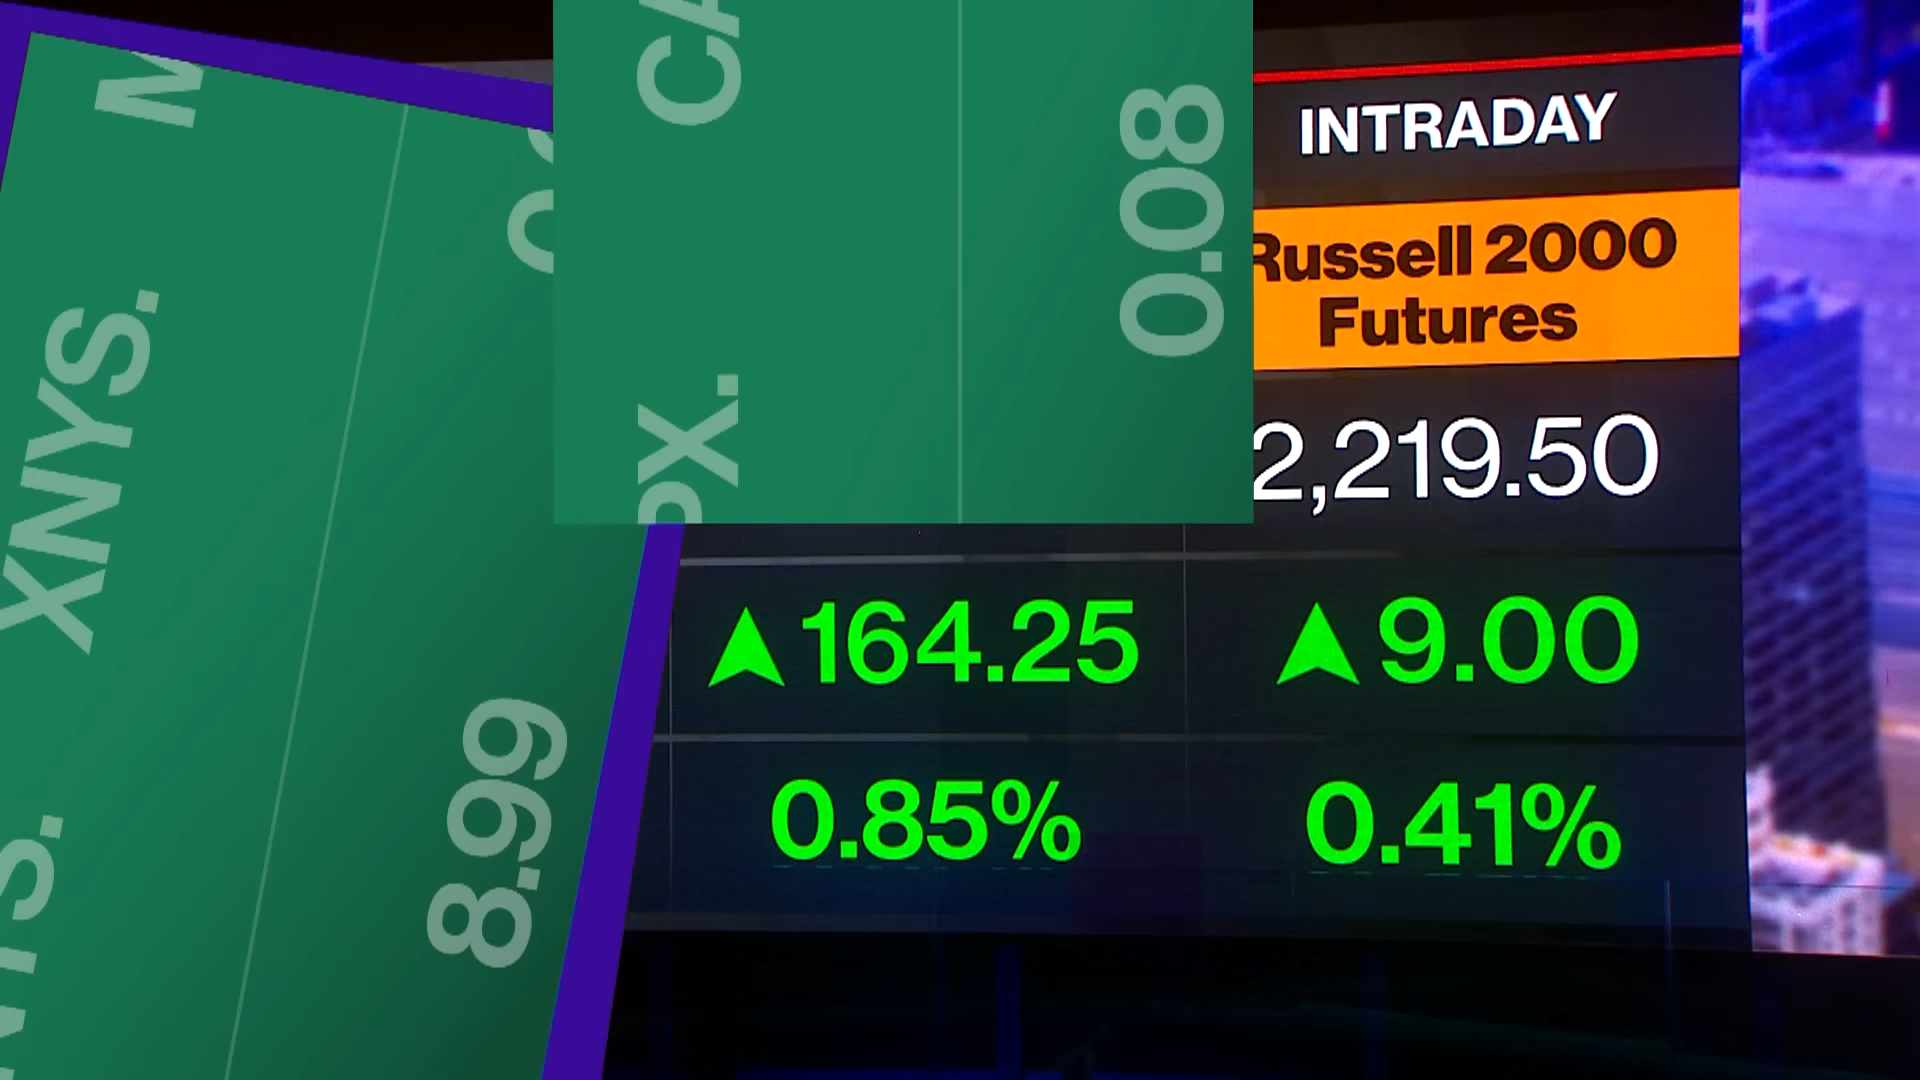 INTRADAY
Russell 2000
Futures
2,219.50
164.25
9.00
0.85%
0.41%
XNYS.
8.99
0.08